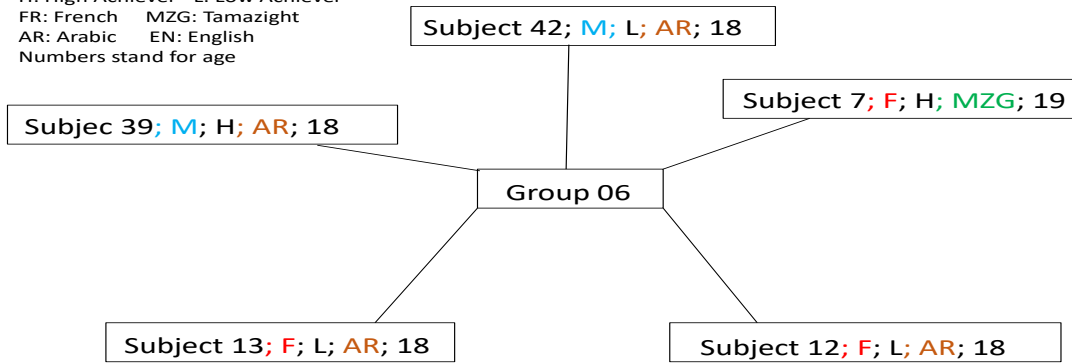 FR: French MZG: Tamazight
AR: Arabic EN: English
Numbers stand for age
Subject 42; M; L; AR; 18
Subject 7; F; H; MZG; 19
Subjec 39; M; H; AR; 18
Group 06
Subject 13; F; L; AR; 18
Subject 12; F; L; AR; 18